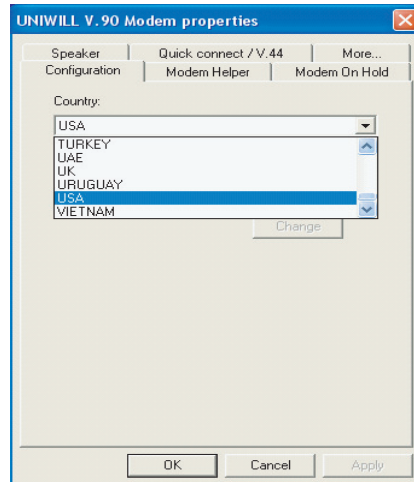 UNIWILL V.90 Modem properties
Speaker Quick connect / V.44 More...
Configuration Modem Helper Modem On Hold
Country:
USA
TURKEY
UAE
UK
URUGUAY
USA
VIETNAM
Change
OK Cancel Apply